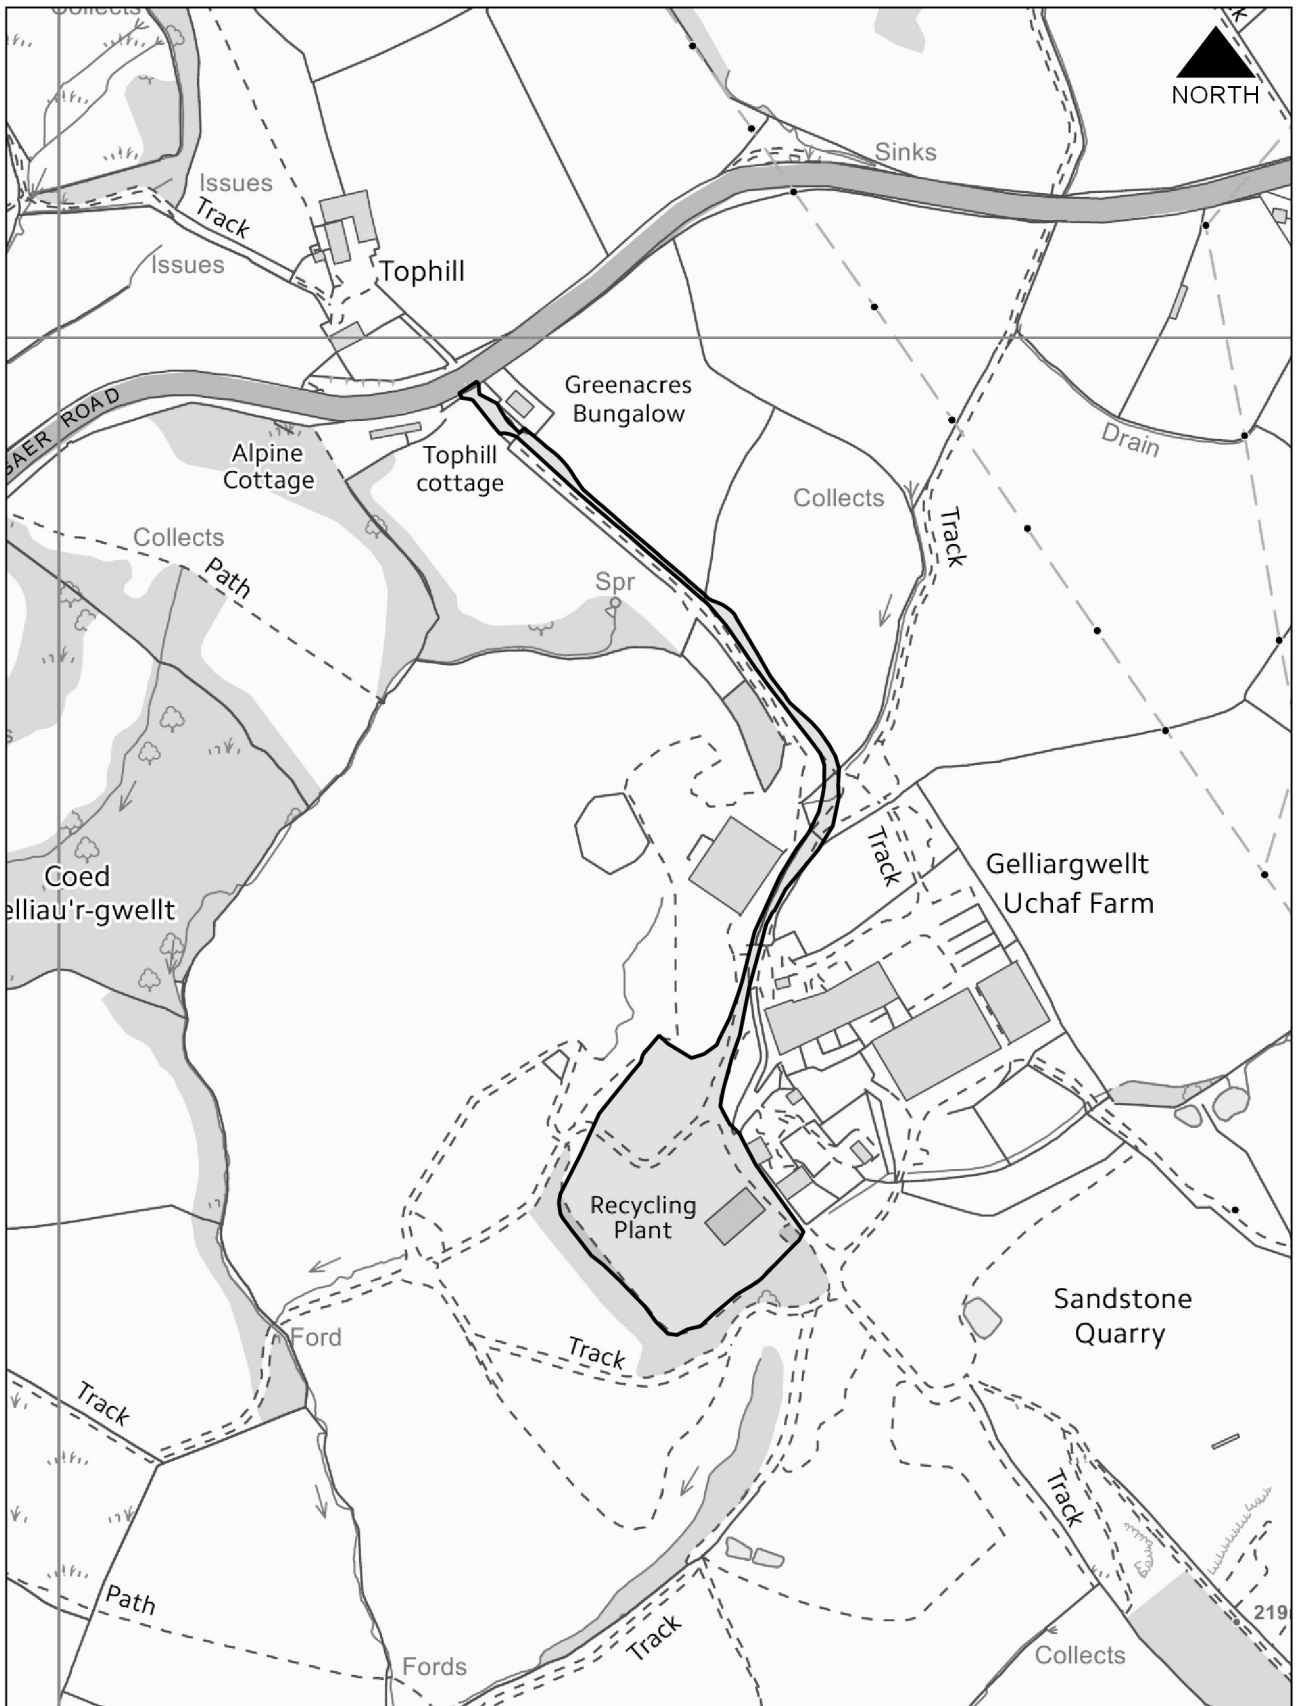 Collects
NORTH
Sinks
Issues
Track
Issues
Tophill
GAER ROAD
Greenacres
Bungalow
Alpine
Cottage
Tophill
cottage
Drain
Collects
Track
Collects
Path
Spr
Track
Gelliargwellt
Uchaf Farm
Coed
elliau'r-gwellt
Recycling
Plant
Sandstone
Quarry
Ford
Track
Track
Track
Path
219
Track
Collects
Fords